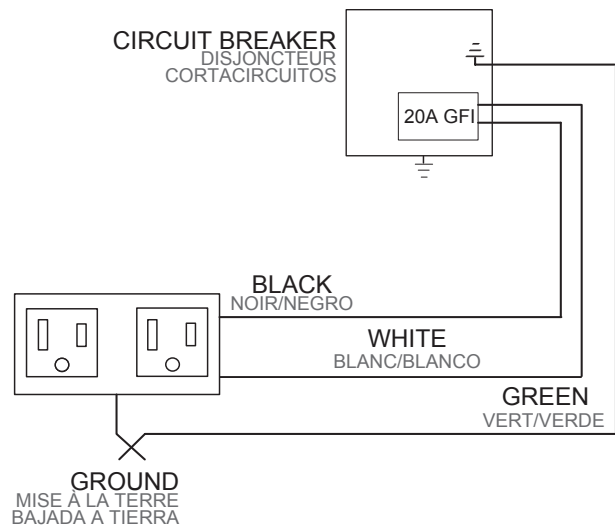 CIRCUIT BREAKER
DISJONCTEUR
CORTACIRCUITOS
20A GFI
BLACK
NOIR/NEGRO
WHITE
BLANC/BLANCO
GREEN
VERT/VERDE
GROUND
MISE À LA TERRE
BAJADA A TIERRA